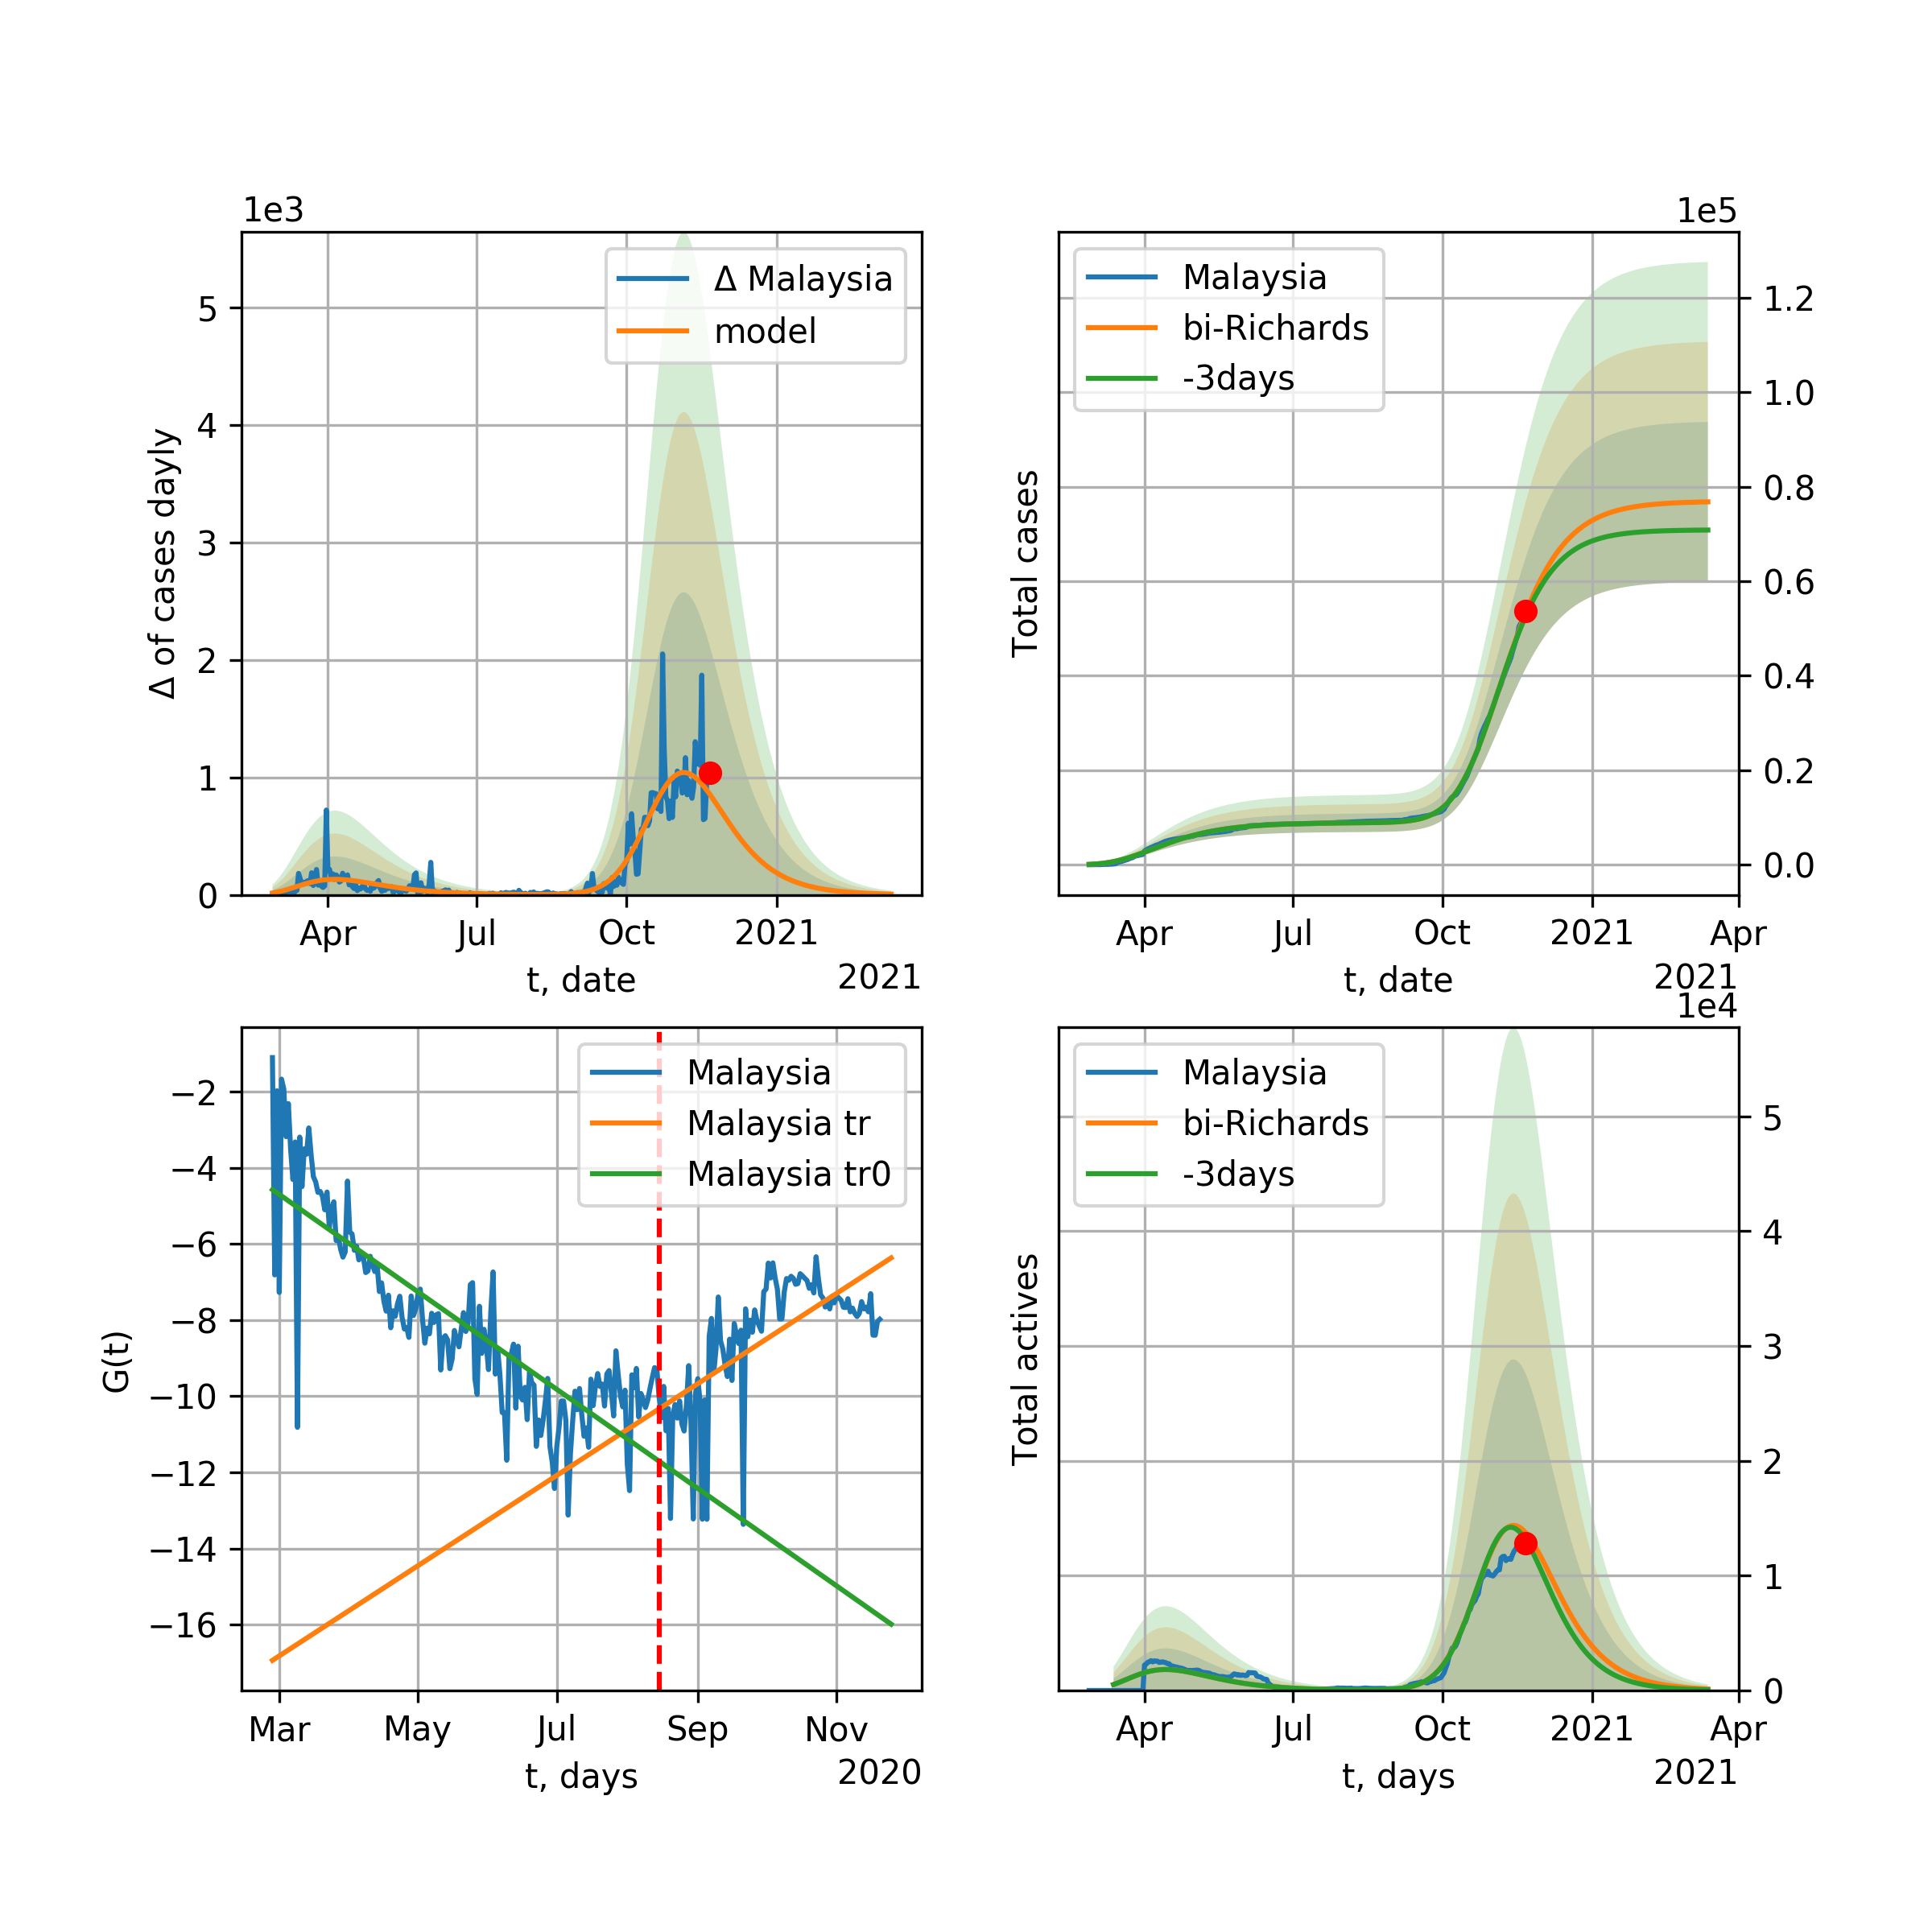 1e3
5
4
3
2
1
0
Δ of cases dayly
Δ Malaysia
model
Apr
Jul
Oct
2021
t, date
2021
1e5
Malaysia
bi-Richards
-3days
Total cases
1.2
1.0
0.8
0.6
0.4
0.2
0.0
Apr
Jul
Oct
2021
Apr
t, date
2021
−2
−4
−6
−8
−10
−12
−14
−16
G(t)
Malaysia
Malaysia tr
Malaysia tr0
Mar
May
Jul
Sep
Nov
t, days
2020
1e4
Malaysia
bi-Richards
-3days
Total actives
5
4
3
2
1
0
Apr
Jul
Oct
2021
Apr
t, days
2021